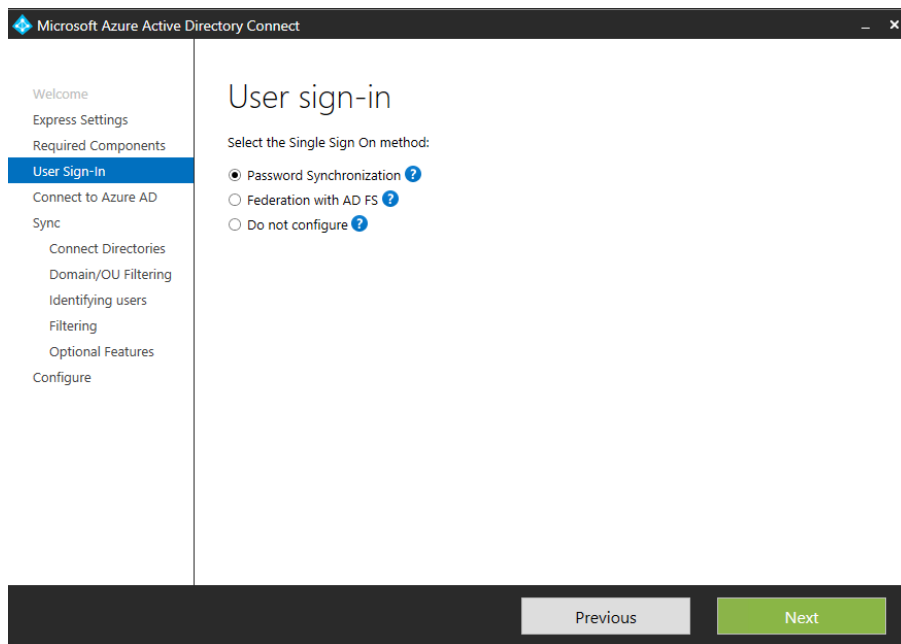 Microsoft Azure Active Directory Connect
Welcome
Express Settings
Required Components
User Sign-In
Connect to Azure AD
Sync
Connect Directories
Domain/OU Filtering
Identifying users
Filtering
Optional Features
Configure
User sign-in
Select the Single Sign On method:
Password Synchronization ?
Federation with AD FS ?
Do not configure ?
Previous
Next